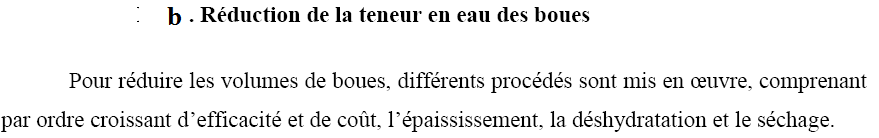 b . Réduction de la teneur en eau des boues
Pour réduire les volumes de boues, différents procédés sont mis en œuvre, comprenant
par ordre croissant d’efficacité et de coût, l’épaississement, la déshydratation et le séchage.